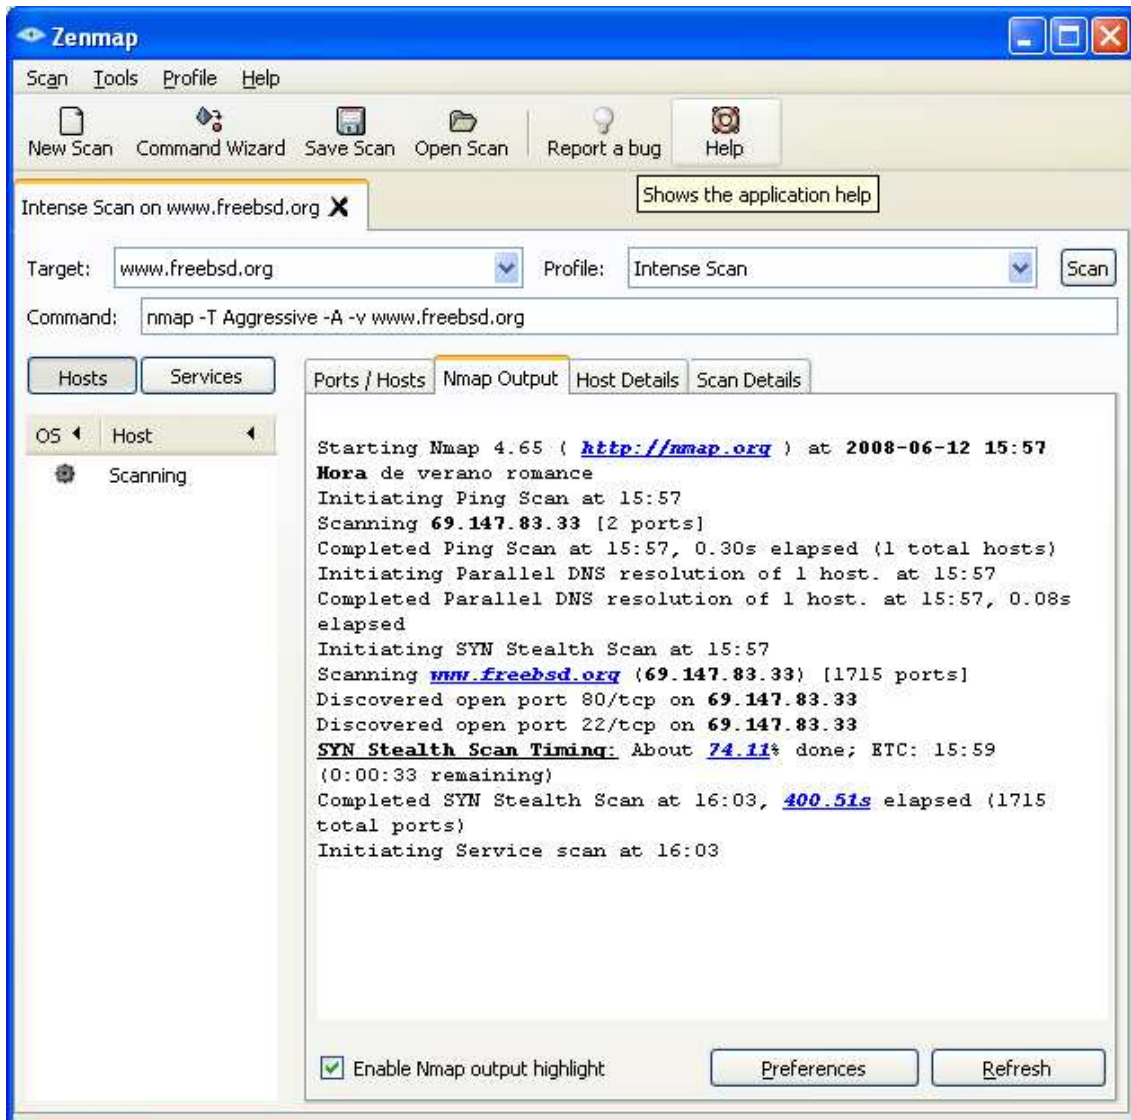 Zenmap
Scan Tools Profile Help
New Scan Command Wizard Save Scan Open Scan Report a bug Help
Shows the application help
Intense Scan on www.freebsd.org
Target: www.freebsd.org Profile: Intense Scan Scan
Command: nmap -T Aggressive -A -v www.freebsd.org
Hosts Services
Ports / Hosts Nmap Output Host Details Scan Details
OS Host
Scanning
Starting Nmap 4.65 ( http://nmap.org ) at 2008-06-12 15:57
Hora de verano romance
Initiating Ping Scan at 15:57
Scanning 69.147.83.33 [2 ports]
Completed Ping Scan at 15:57, 0.30s elapsed (1 total hosts)
Initiating Parallel DNS resolution of 1 host. at 15:57
Completed Parallel DNS resolution of 1 host. at 15:57, 0.08s
elapsed
Initiating SYN Stealth Scan at 15:57
Scanning www.freebsd.org (69.147.83.33) [1715 ports]
Discovered open port 80/tcp on 69.147.83.33
Discovered open port 22/tcp on 69.147.83.33
SYN Stealth Scan Timing: About 74.11% done; ETC: 15:59
(0:00:33 remaining)
Completed SYN Stealth Scan at 16:03, 400.51s elapsed (1715
total ports)
Initiating Service scan at 16:03
Enable Nmap output highlight Preferences Refresh